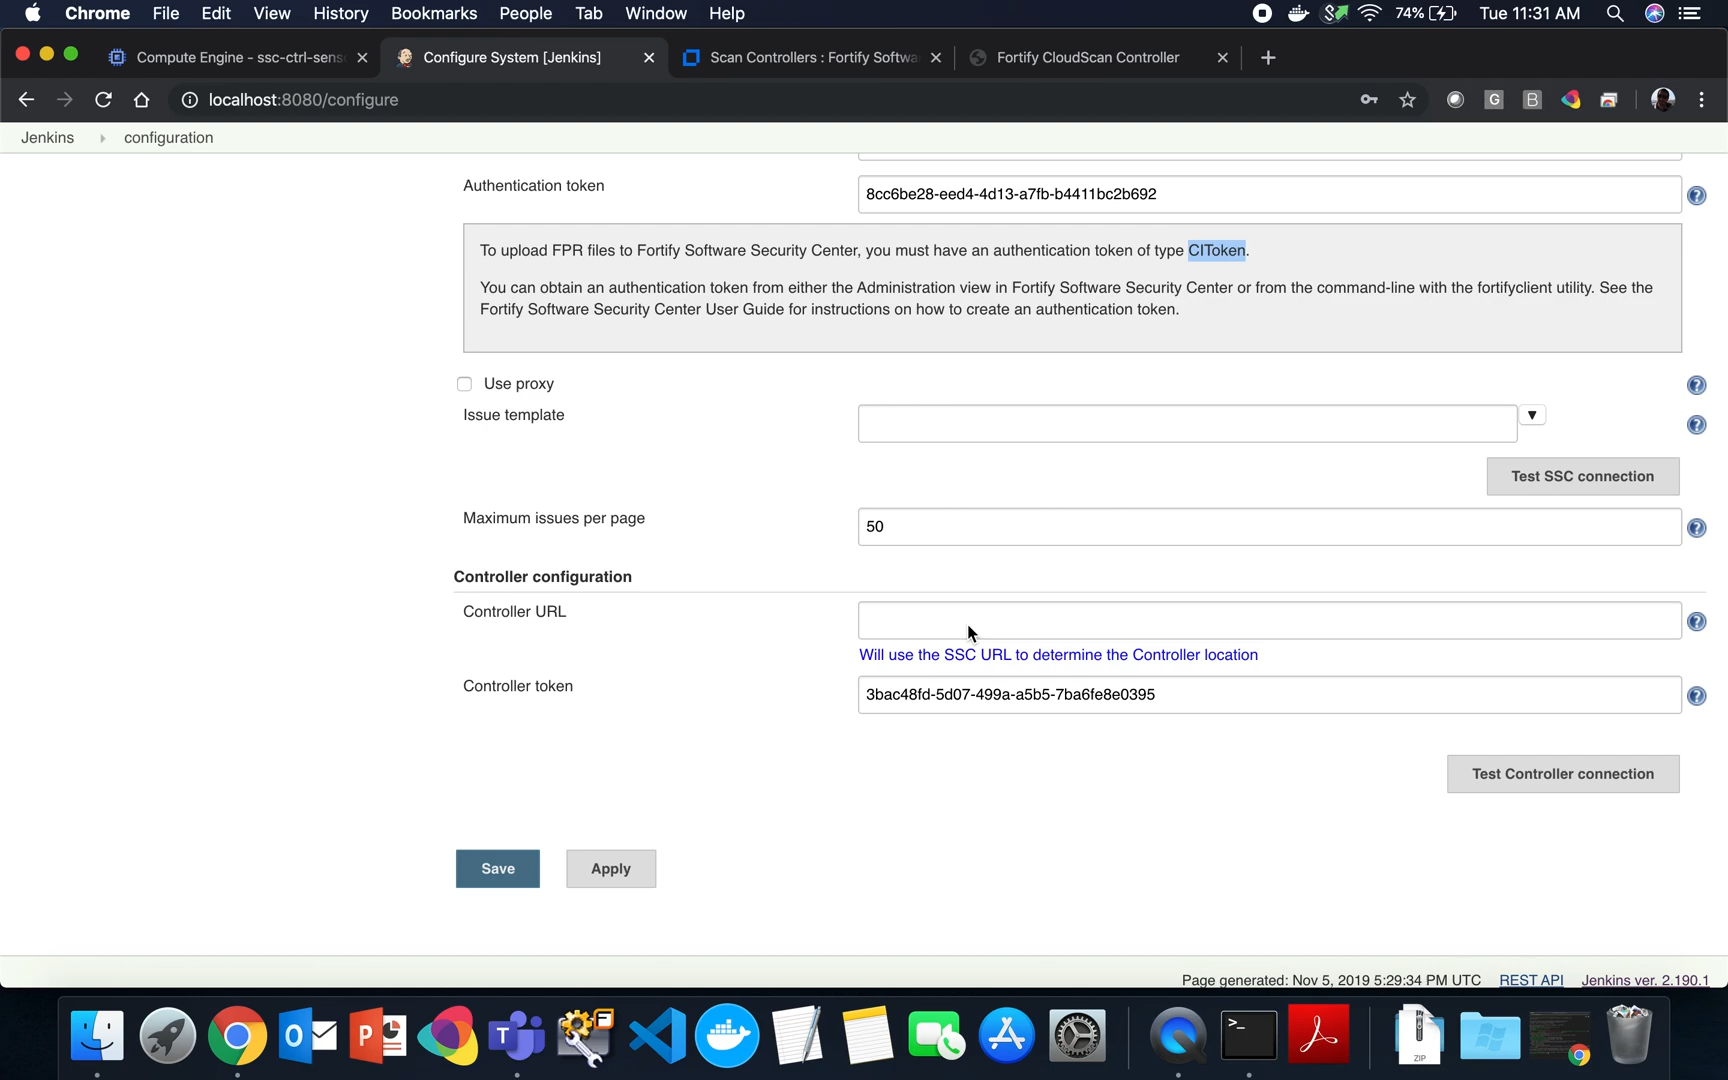 Chrome File Edit View History Bookmarks People Tab Window Help 74% Tue 11:31 AM
Compute Engine - ssc-ctrl-sens
Configure System [Jenkins]
Scan Controllers : Fortify Softwa
Fortify CloudScan Controller
localhost:8080/configure
G
B
Jenkins configuration
Authentication token 8cc6be28-eed4-4d13-a7fb-b4411bc2b692
To upload FPR files to Fortify Software Security Center, you must have an authentication token of type CIToken.
You can obtain an authentication token from either the Administration view in Fortify Software Security Center or from the command-line with the fortifyclient utility. See the
Fortify Software Security Center User Guide for instructions on how to create an authentication token.
Use proxy
Issue template
Test SSC connection
Maximum issues per page 50
Controller configuration
Controller URL
Will use the SSC URL to determine the Controller location
Controller token 3bac48fd-5d07-499a-a5b5-7ba6fe8e0395
Test Controller connection
Save Apply
Page generated: Nov 5, 2019 5:29:34 PM UTC REST API Jenkins ver. 2.190.1
ZIP